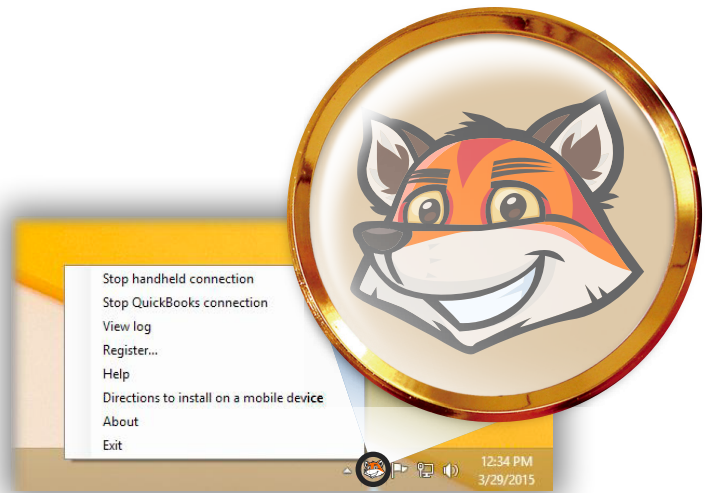 Stop handheld connection
Stop QuickBooks connection
View log
Register...
Help
Directions to install on a mobile device
About
Exit
12:34 PM
3/29/2015